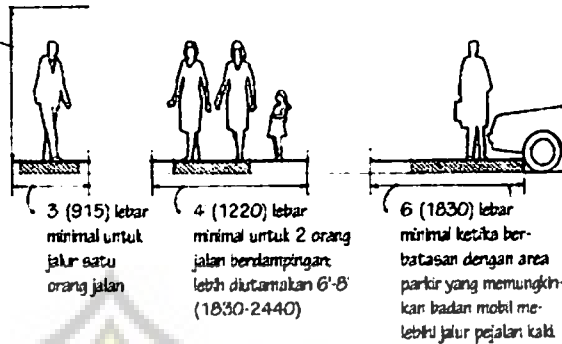 3 (915) lebar
minimal untuk
jalur satu
orang jalan
4 (1220) lebar
minimal untuk 2 orang
jalan berdampingan;
lebih diutamakan 6'-8'
(1830-2440)
6 (1830) lebar
minimal ketika ber-
batasan dengan area
parkir yang memungkin-
kan badan mobil me-
lebihi jalur pejalan kaki.